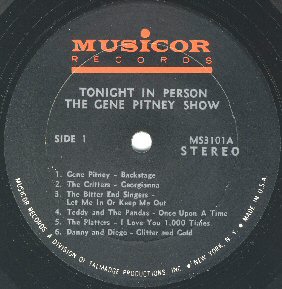 MUSICOR
RECORDS
TONIGHT IN PERSON
THE GENE PITNEY SHOW
SIDE 1
MS3101A
STEREO
1. Gene Pitney - Backstage
2. The Critters - Georgianna
3. The Bitter End Singers -
Let Me In Or Keep Me Out
4. Teddy and The Pandas - Once Upon A Time
5. The Platters - I Love You 1,000 Times
6. Danny and Diego - Glitter and Gold
MUSICOR RECORDS A DIVISION OF TALMADGE PRODUCTIONS, INC. NEW YORK, N. Y. MADE IN U.S.A.